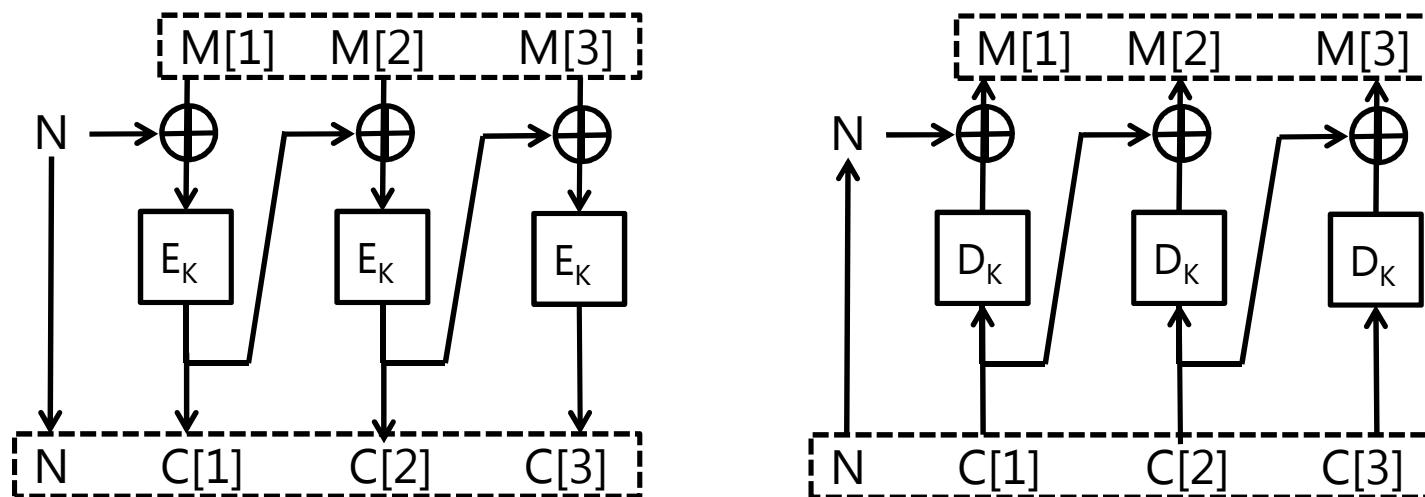 M[1] M[2] M[3]
N
E_K E_K E_K
N C[1] C[2] C[3]
M[1] M[2] M[3]
N
D_K D_K D_K
N C[1] C[2] C[3]